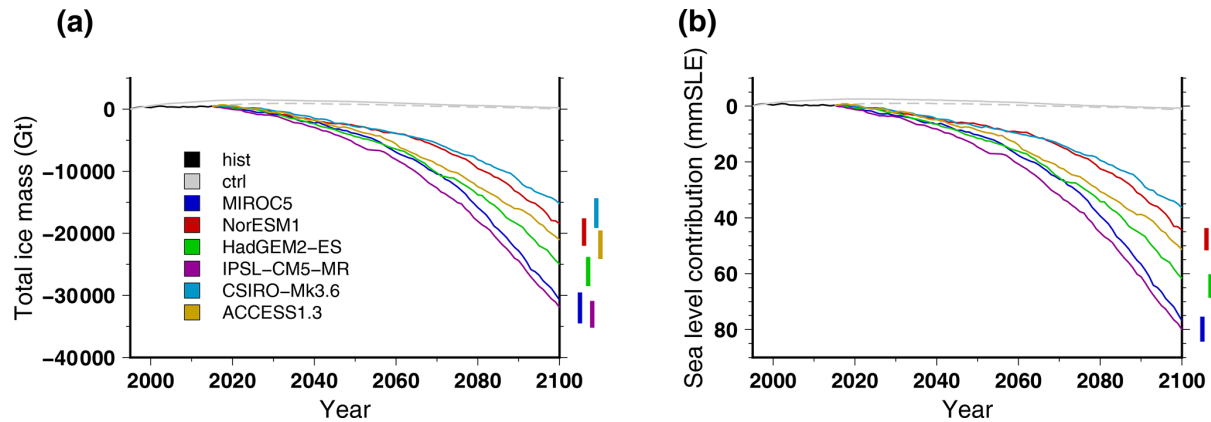 (a)
Total ice mass (Gt)
0
−10000
−20000
−30000
−40000
hist
ctrl
MIROC5
NorESM1
HadGEM2−ES
IPSL−CM5−MR
CSIRO−Mk3.6
ACCESS1.3
2000 2020 2040 2060 2080 2100
Year
(b)
Sea level contribution (mmSLE)
0
20
40
60
80
2000 2020 2040 2060 2080 2100
Year